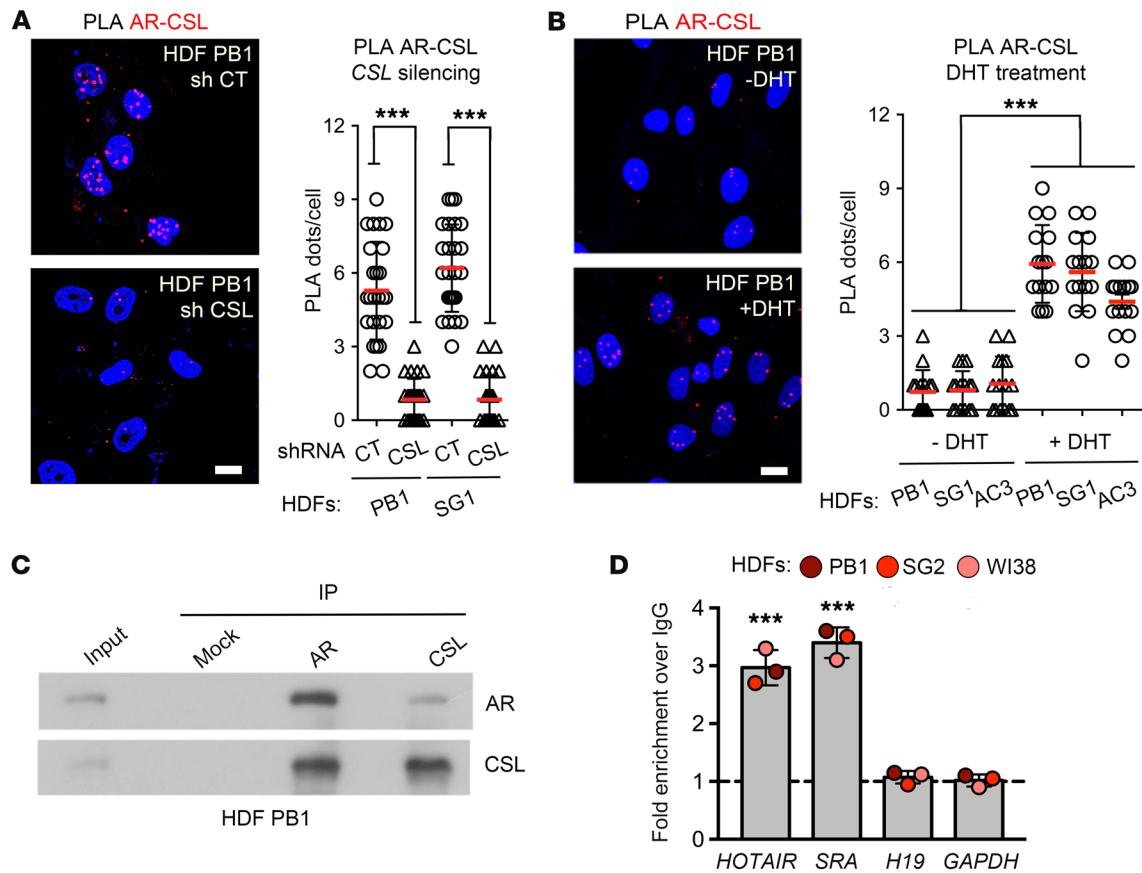 A
PLA AR-CSL
HDF PB1
sh CT
HDF PB1
sh CSL
PLA AR-CSL
CSL silencing
***
***
PLA dots/cell
12
9
6
3
0
shRNA CT CSL CT CSL
HDFs: PB1 SG1
B
PLA AR-CSL
HDF PB1
-DHT
HDF PB1
+DHT
PLA AR-CSL
DHT treatment
***
PLA dots/cell
12
9
6
3
0
- DHT + DHT
HDFs: PB1 SG1 AC3 PB1 SG1 AC3
C
IP
Input Mock AR CSL
AR
CSL
HDF PB1
D
HDFs: PB1 SG2 WI38
Fold enrichment over IgG
4
3
2
1
0
***
***
HOTAIR SRA H19 GAPDH